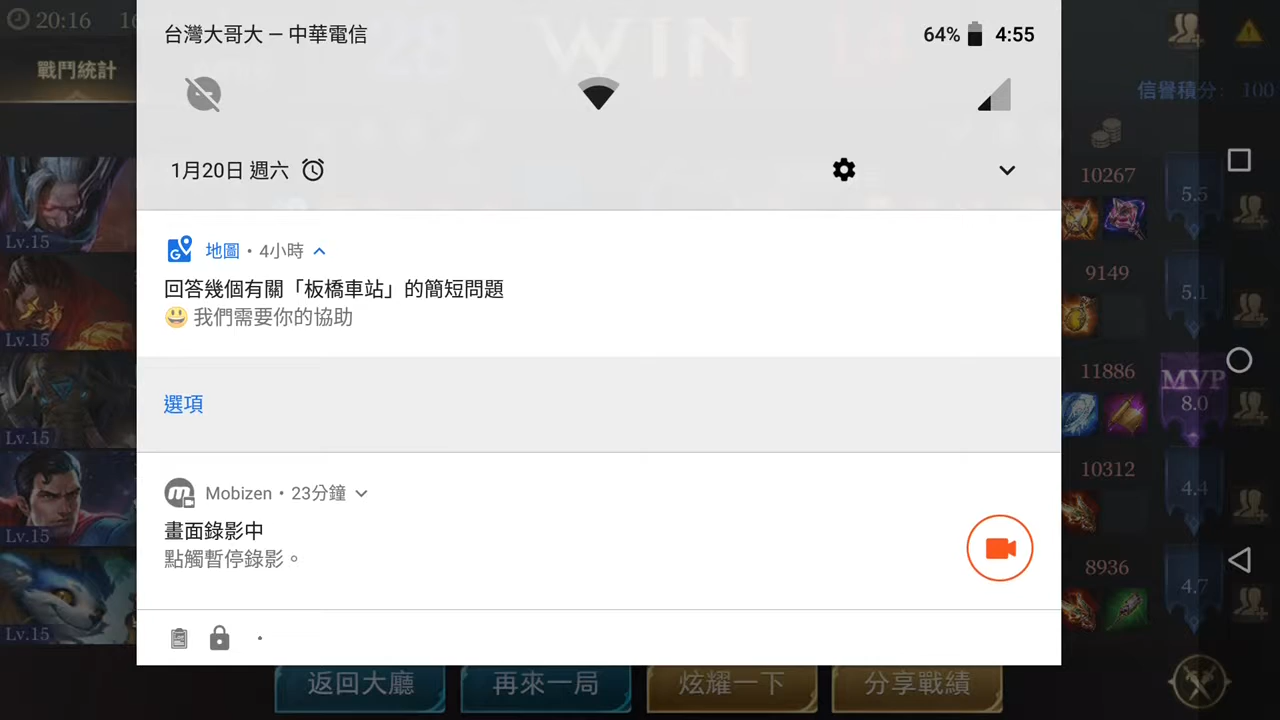 20:16
台灣大哥大 — 中華電信
64%
4:55
戰鬥統計
WIN
信譽積分： 100
1月20日 週六
地圖 • 4小時
回答幾個有關「板橋車站」的簡短問題
😃 我們需要你的協助
選項
Mobizen • 23分鐘
畫面錄影中
點觸暫停錄影。
Lv.15
10267
5.5
Lv.15
9149
5.1
Lv.15
11886
MVP
8.0
Lv.15
10312
4.4
Lv.15
8936
4.7
返回大廳
再來一局
炫耀一下
分享戰績